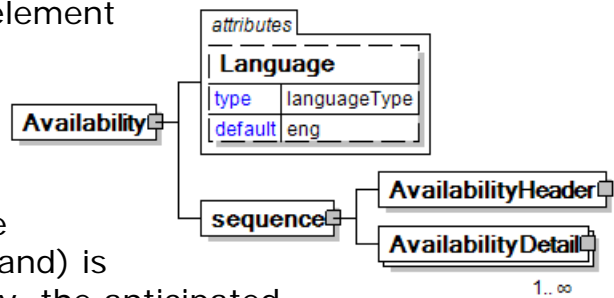 element
attributes
Language
type languageType
default eng
Availability
sequence
AvailabilityHeader
AvailabilityDetail
1.. ∞
e
and) is
the anticipated